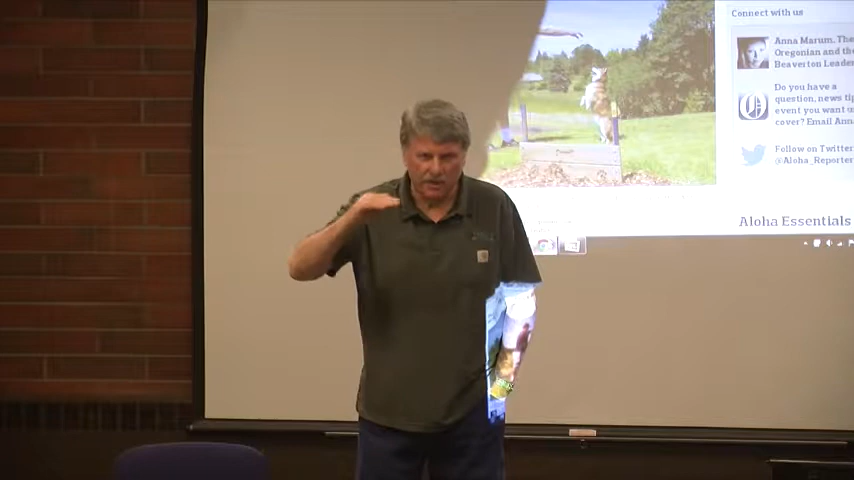 Connect with us
Anna Marum, The
Oregonian and the
Beaverton Leader
Do you have a
question, news tip
event you want us
cover? Email Anna
Follow on Twitter
@Aloha_Reporter
Aloha Essentials